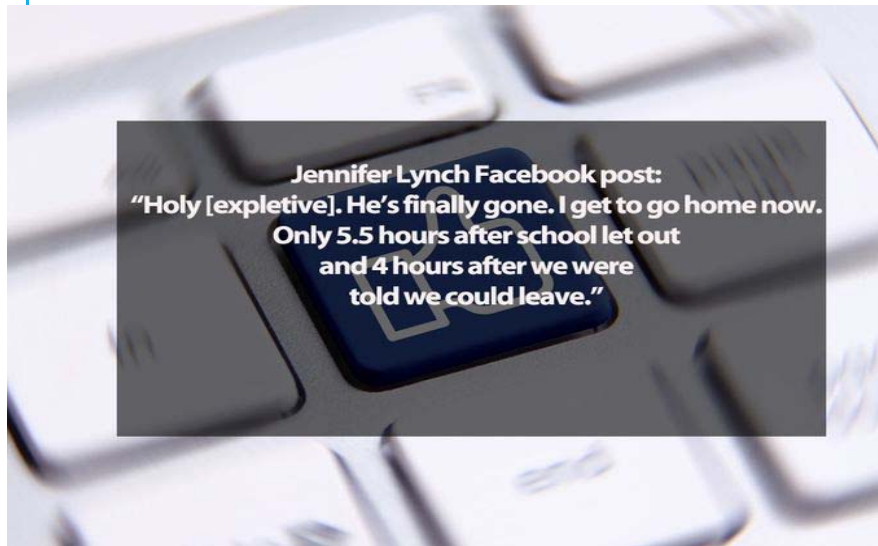 Jennifer Lynch Facebook post:
“Holy [expletive]. He’s finally gone. I get to go home now.
Only 5.5 hours after school let out
and 4 hours after we were
told we could leave.”
end